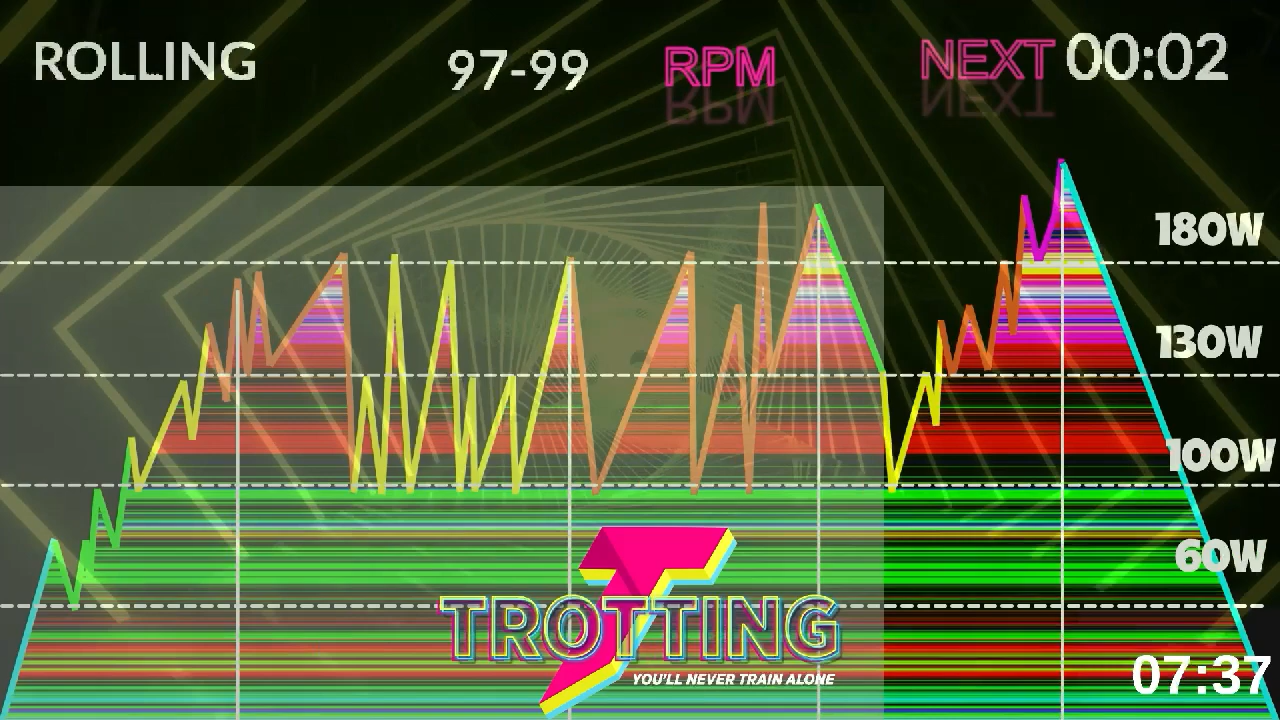 ROLLING 97-99 RPM NEXT 00:02
180W
130W
100W
60W
TROTTING
YOU'LL NEVER TRAIN ALONE
07:37